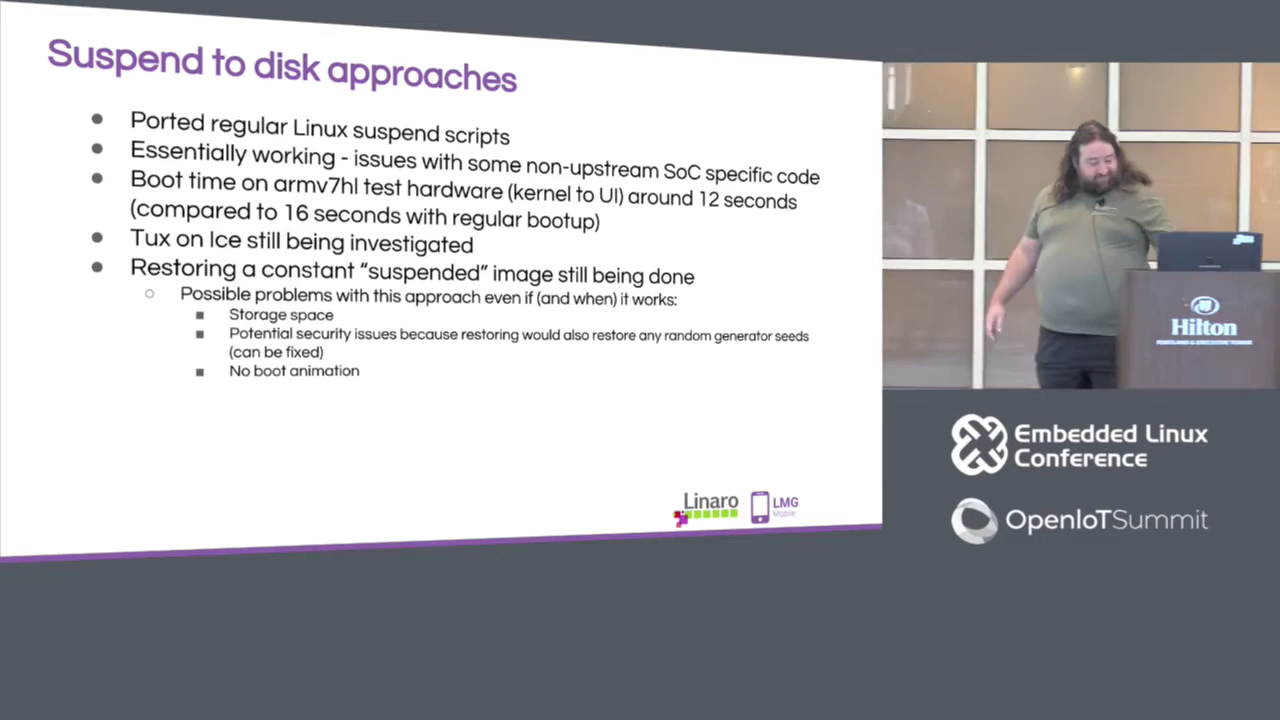 Suspend to disk approaches
Ported regular Linux suspend scripts
Essentially working - issues with some non-upstream SoC specific code
Boot time on armv7hl test hardware (kernel to UI) around 12 seconds
(compared to 16 seconds with regular bootup)
Tux on Ice still being investigated
Restoring a constant “suspended” image still being done
Possible problems with this approach even if (and when) it works:
Storage space
Potential security issues because restoring would also restore any random generator seeds
(can be fixed)
No boot animation
Linaro
LMG
Mobile
Hilton
Embedded Linux
Conference
OpenIoTSummit